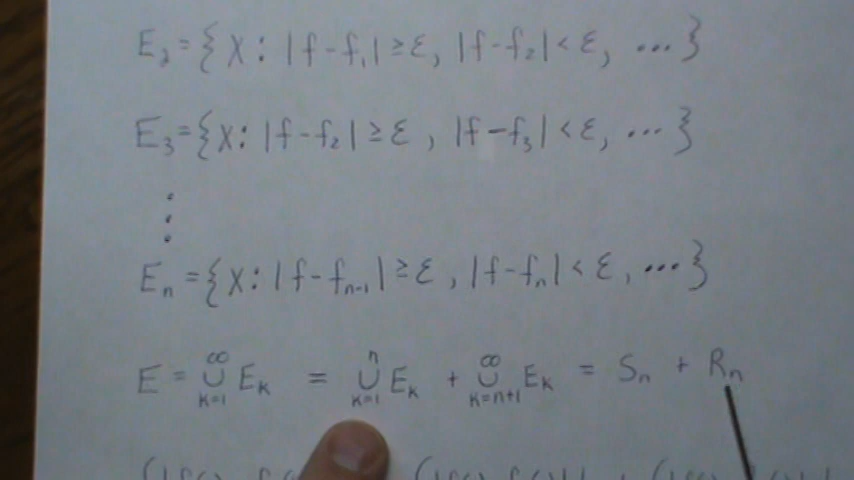 E₂ = {x: |f-f₁| ≥ ε, |f-f₂| < ε, ...}
E₃ = {x: |f-f₂| ≥ ε, |f-f₃| < ε, ...}
⋮
Eₙ = {x: |f-fₙ₋₁| ≥ ε, |f-fₙ| < ε, ...}
E = ∞∪k=1 Eₖ = n∪k=1 Eₖ + ∞∪k=n+1 Eₖ = Sₙ + Rₙ